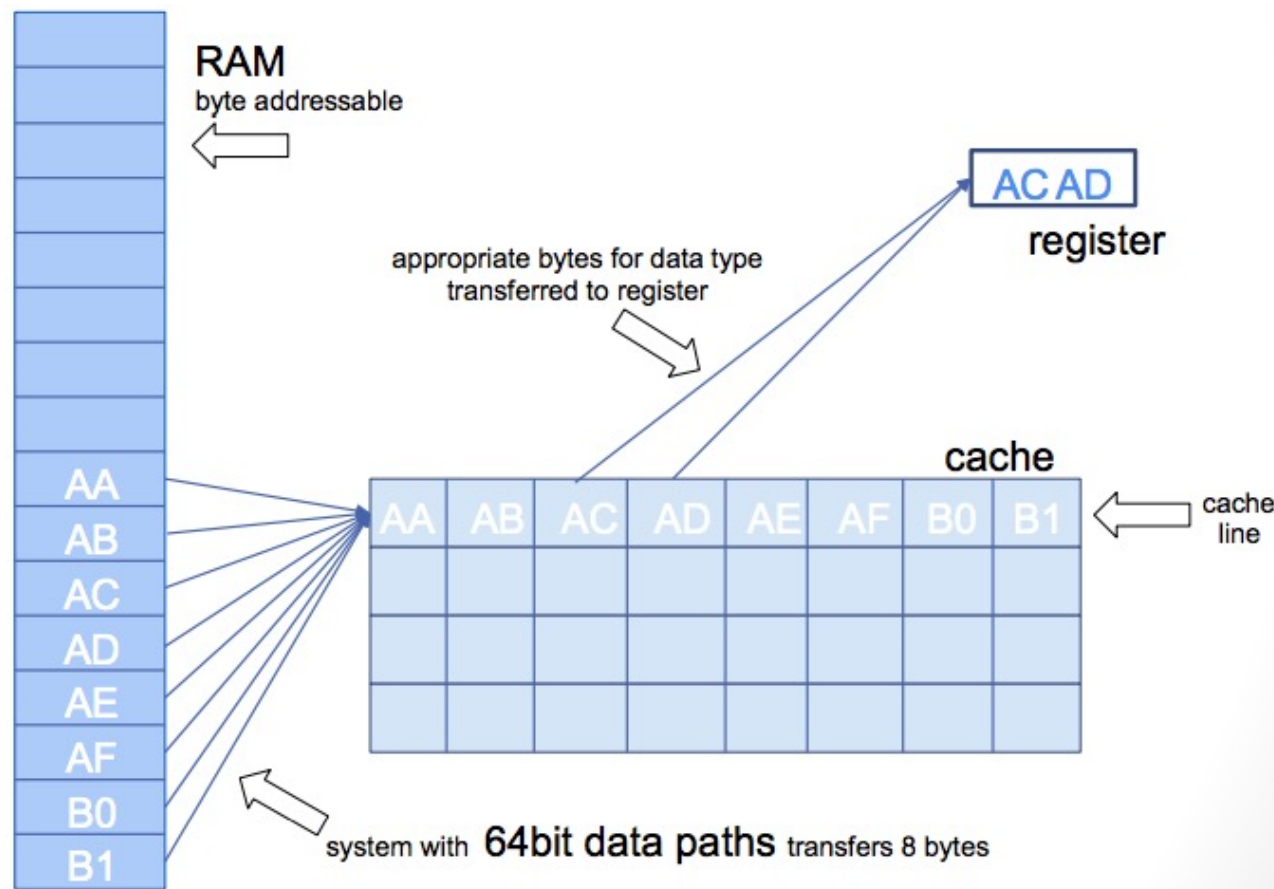 RAM
byte addressable
AC AD
register
appropriate bytes for data type
transferred to register
cache
AA AB AC AD AE AF B0 B1
cache
line
AA
AB
AC
AD
AE
AF
B0
B1
system with 64bit data paths transfers 8 bytes